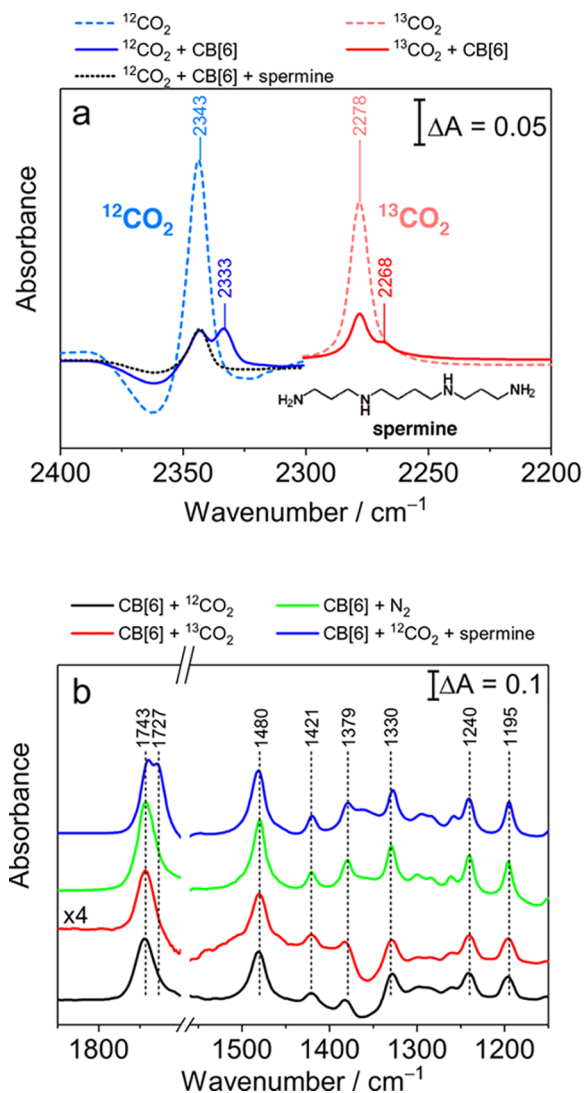 ¹²CO₂ ¹³CO₂
¹²CO₂ + CB[6] ¹³CO₂ + CB[6]
¹²CO₂ + CB[6] + spermine
a
2343
2278
ΔA = 0.05
¹²CO₂
¹³CO₂
2333
2268
Absorbance
H₂N
H
N
N
H
NH₂
spermine
2400 2350 2300 2250 2200
Wavenumber / cm⁻¹
CB[6] + ¹²CO₂ CB[6] + N₂
CB[6] + ¹³CO₂ CB[6] + ¹²CO₂ + spermine
b
ΔA = 0.1
1743
1727
1480
1421
1379
1330
1240
1195
Absorbance
x4
1800 1500 1400 1300 1200
Wavenumber / cm⁻¹